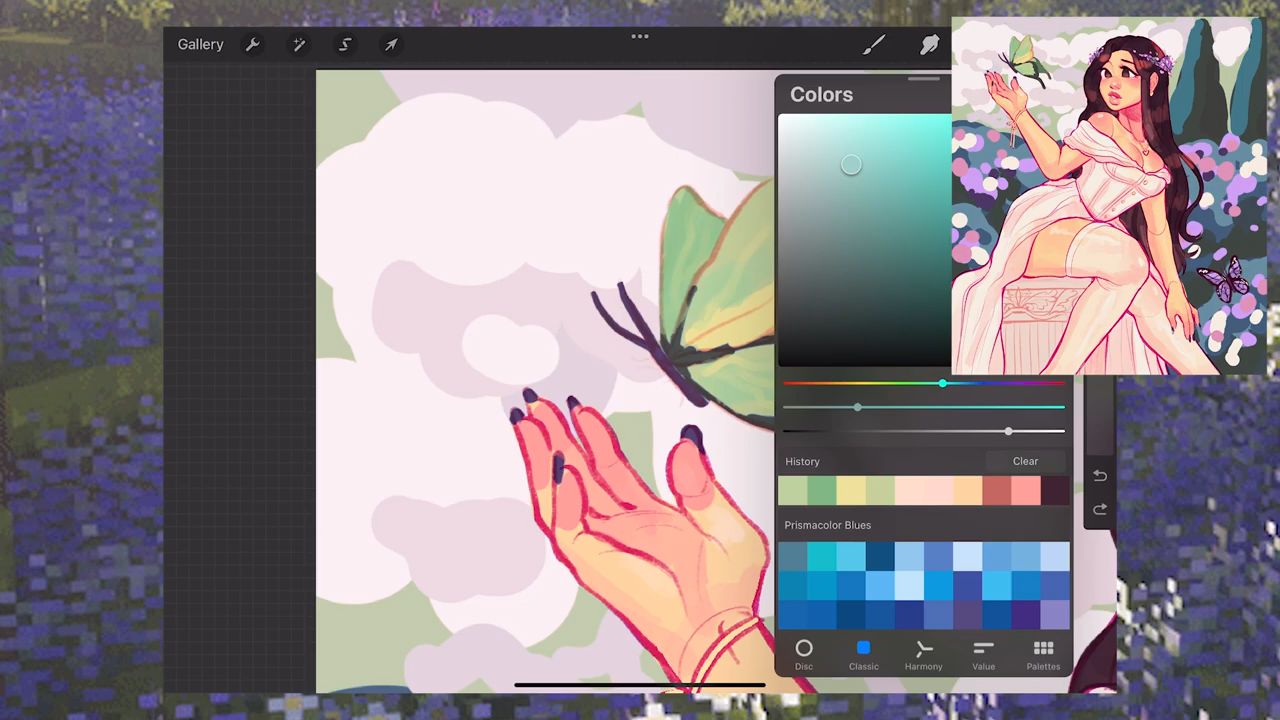 Gallery
Colors
History
Clear
Prismacolor Blues
Disc
Classic
Harmony
Value
Palettes